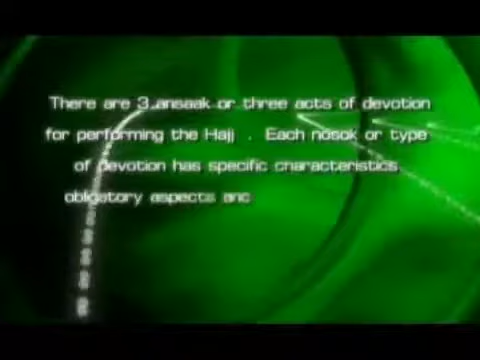 There are 3 ansaak or three acts of devotion
for performing the Hajj . Each nosok or type
of devotion has specific characteristics
obligatory aspects and